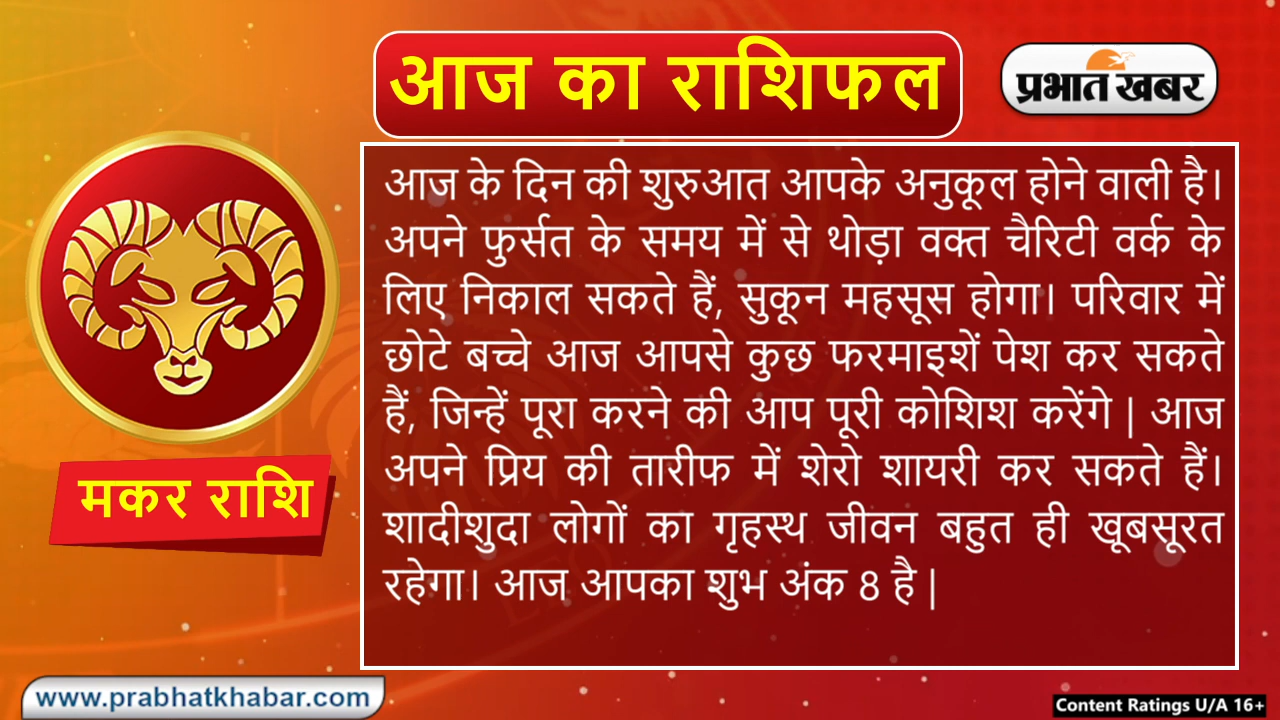 आज का राशिफल
प्रभात खबर
आज के दिन की शुरुआत आपके अनुकूल होने वाली है।
अपने फुर्सत के समय में से थोड़ा वक्त चैरिटी वर्क के
लिए निकाल सकते हैं, सुकून महसूस होगा। परिवार में
छोटे बच्चे आज आपसे कुछ फरमाइशें पेश कर सकते
हैं, जिन्हें पूरा करने की आप पूरी कोशिश करेंगे | आज
अपने प्रिय की तारीफ में शेरो शायरी कर सकते हैं।
शादीशुदा लोगों का गृहस्थ जीवन बहुत ही खूबसूरत
रहेगा। आज आपका शुभ अंक 8 है |
मकर राशि
www.prabhatkhabar.com
Content Ratings U/A 16+